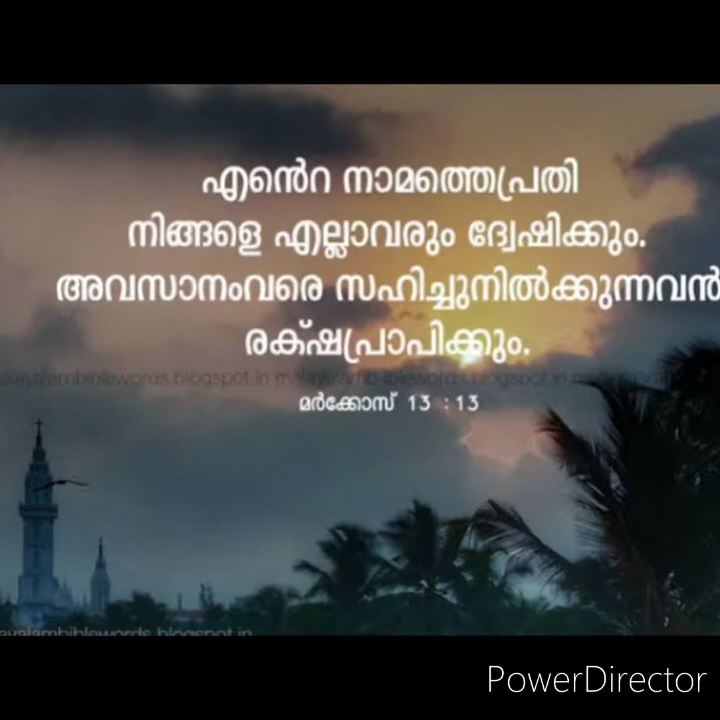 എൻെറ നാമത്തെപ്രതി
നിങ്ങളെ എല്ലാവരും ദ്വേഷിക്കും.
അവസാനംവരെ സഹിച്ചുനിൽക്കുന്നവൻ
രക്ഷപ്രാപിക്കും.
മർക്കോസ് 13 : 13
PowerDirector